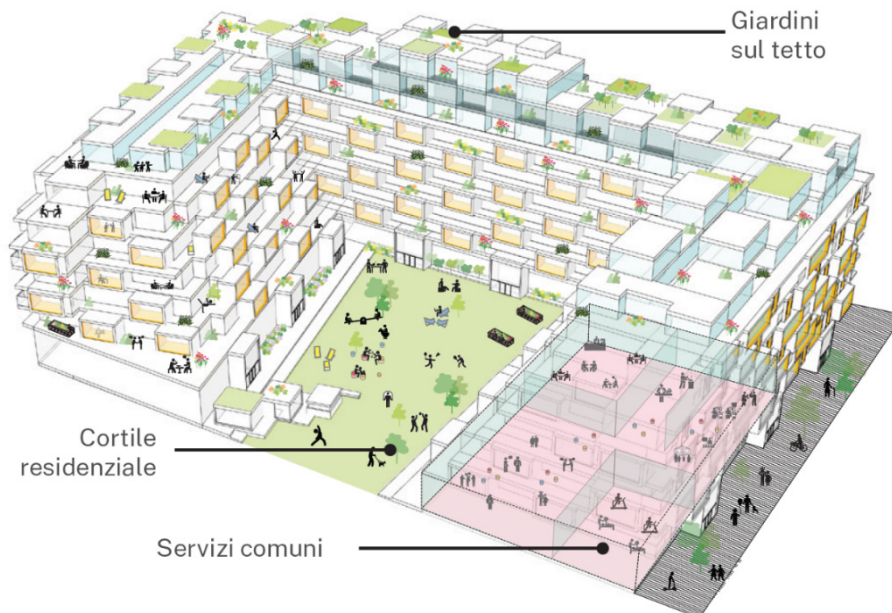 Giardini
sul tetto
Cortile
residenziale
Servizi comuni